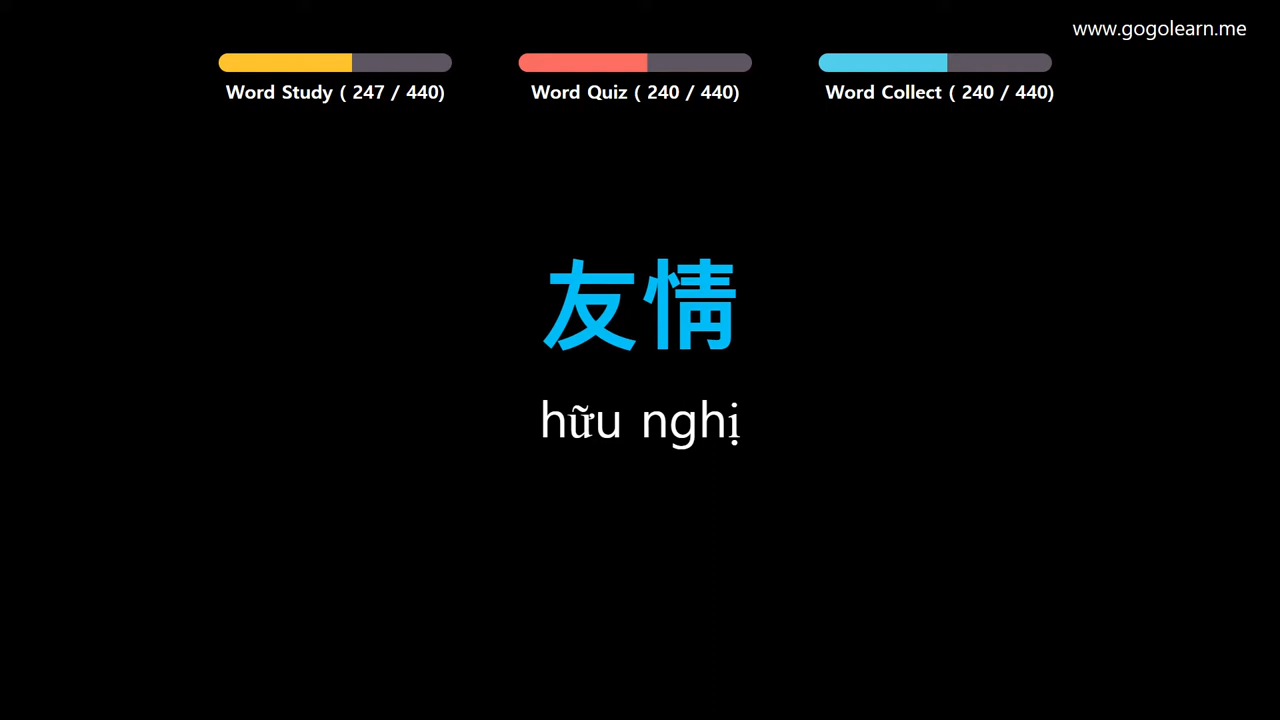 www.gogolearn.me
Word Study ( 247 / 440)
Word Quiz ( 240 / 440)
Word Collect ( 240 / 440)
友情
hữu nghị